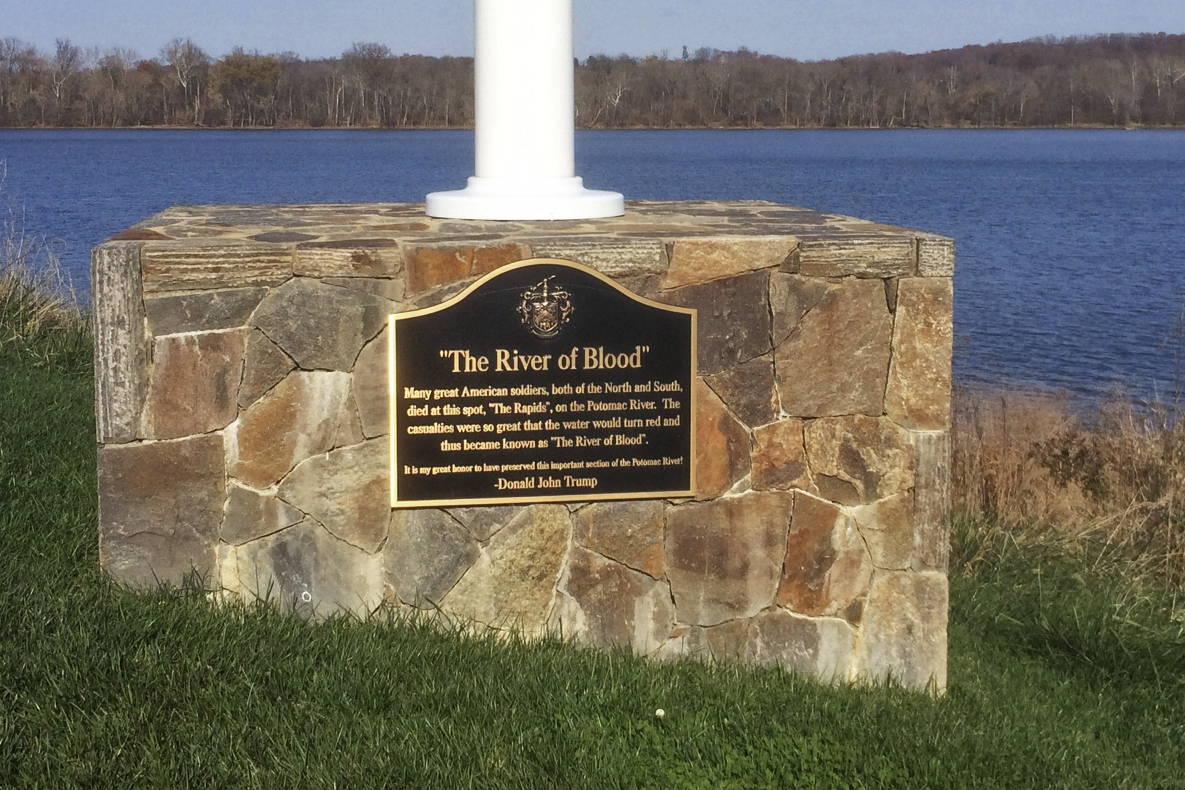 "The River of Blood"
Many great American soldiers, both of the North and South,
died at this spot, "The Rapids", on the Potomac River. The
casualties were so great that the water would turn red and
thus became known as "The River of Blood".
It is my great honor to have preserved this important section of the Potomac River!
-Donald John Trump